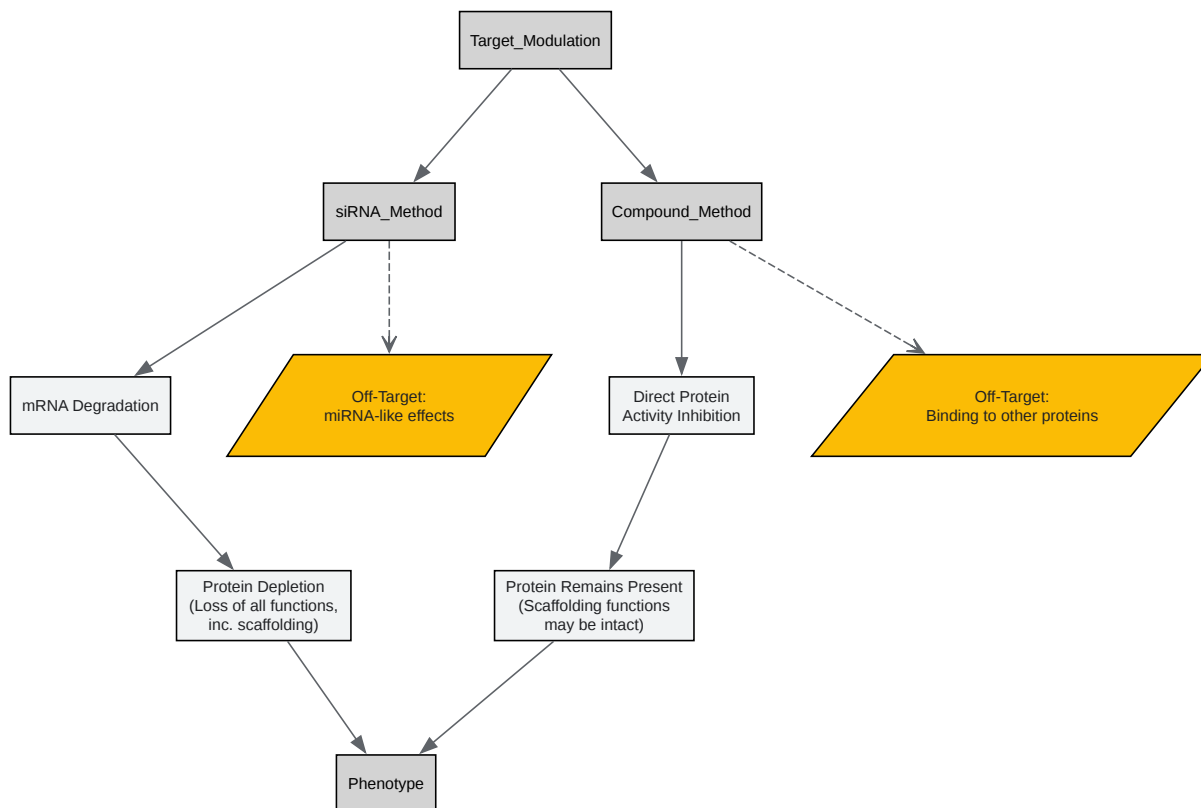 Target_Modulation
siRNA_Method
Compound_Method
mRNA Degradation
Off-Target:
miRNA-like effects
Direct Protein
Activity Inhibition
Off-Target:
Binding to other proteins
Protein Depletion
(Loss of all functions,
inc. scaffolding)
Protein Remains Present
(Scaffolding functions
may be intact)
Phenotype